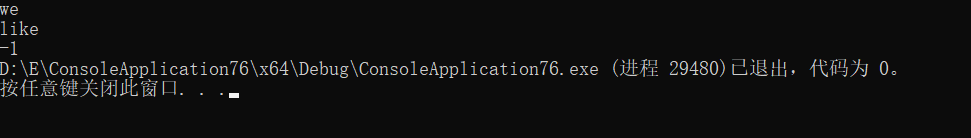 we
like
-1
D:\E\ConsoleApplication76\x64\Debug\ConsoleApplication76.exe (进程 29480)已退出，代码为 0。
按任意键关闭此窗口. . .